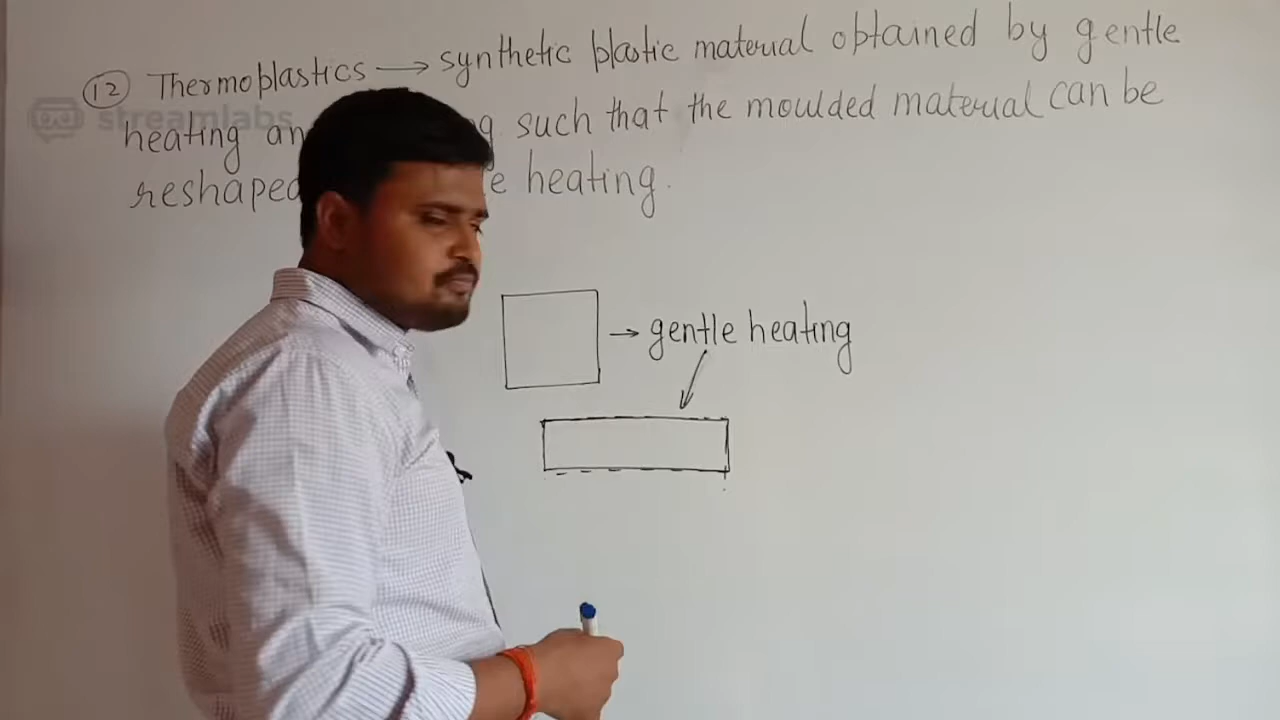 12 Thermoplastics → synthetic plastic material obtained by gentle
streamlabs
heating such that the moulded material can be
reshaped heating.
→ gentle heating